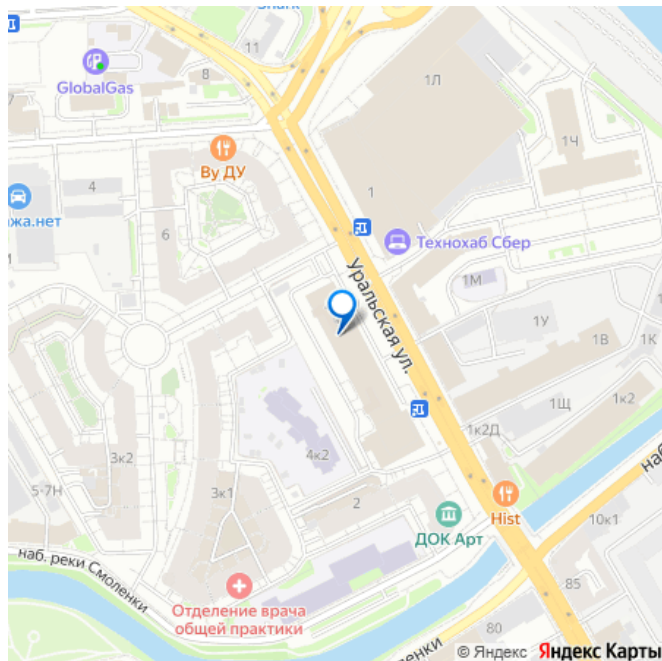 11
1Л
GlobalGas
8
1Ч
Ву ДУ
4
1
жа.нет
6
Технохаб Сбер
1М
Уральская ул.
1У
1В
1К
1к2
1Щ
4к2
1к2Д
3к2
3к1
5-7Н
2
Hist
ДОК Арт
10к1
наб. реки Смоленки
наб
85
Отделение врача
общей практики
80
ленки
© Яндекс Яндекс Карты